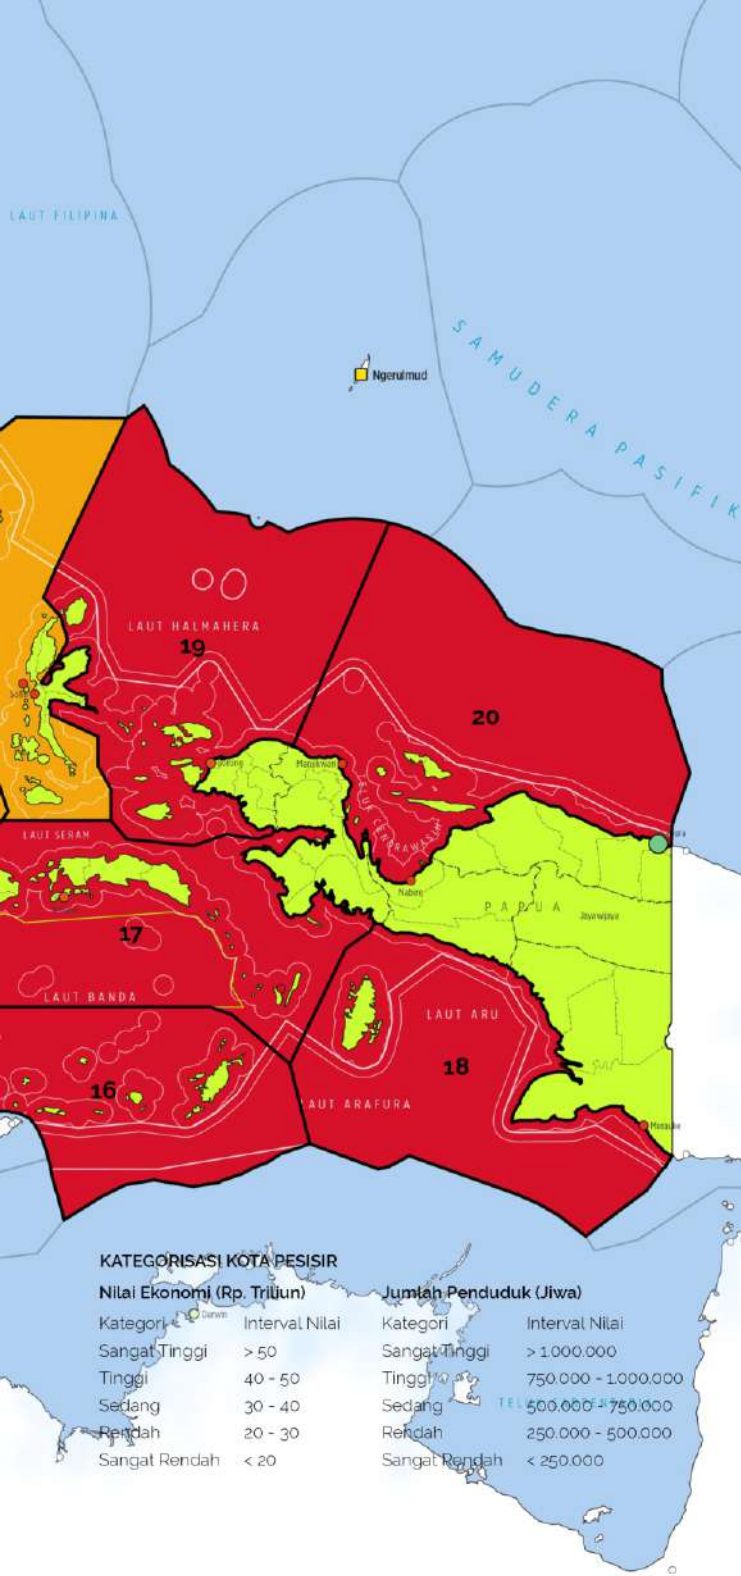 LAUT FILIPINA
SAMUDERA PASIFIK
Ngerulmud
LAUT HALMAHERA
19
20
Sorong
Manokwari
TELUK CENDRAWASIH
LAUT SERAM
Nabire
PAPUA
Jayawijaya
17
LAUT BANDA
LAUT ARU
18
16
LAUT ARAFURA
Merauke
KATEGORISASI KOTA PESISIR
Nilai Ekonomi (Rp. Triliun)
Jumlah Penduduk (Jiwa)
Darwin
Kategori Interval Nilai
Kategori Interval Nilai
Sangat Tinggi > 50
Sangat Tinggi > 1.000.000
Tinggi 40 - 50
Tinggi 750.000 - 1.000.000
Sedang 30 - 40
Sedang 500.000 - 750.000
Rendah 20 - 30
Rendah 250.000 - 500.000
Sangat Rendah < 20
Sangat Rendah < 250.000